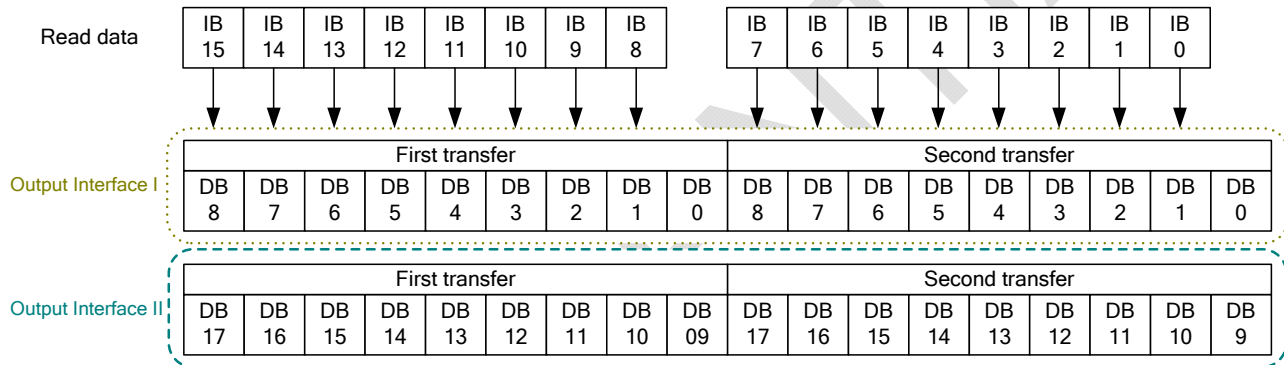 IB IB IB IB IB IB IB IB IB IB IB IB IB IB IB IB
Read data 15 14 13 12 11 10 9 8 7 6 5 4 3 2 1 0
First transfer Second transfer
Output Interface I DB DB DB DB DB DB DB DB DB DB DB DB DB DB DB DB DB DB
8 7 6 5 4 3 2 1 0 8 7 6 5 4 3 2 1 0
First transfer Second transfer
Output Interface II DB DB DB DB DB DB DB DB DB DB DB DB DB DB DB DB DB DB
17 16 15 14 13 12 11 10 09 17 16 15 14 13 12 11 10 9